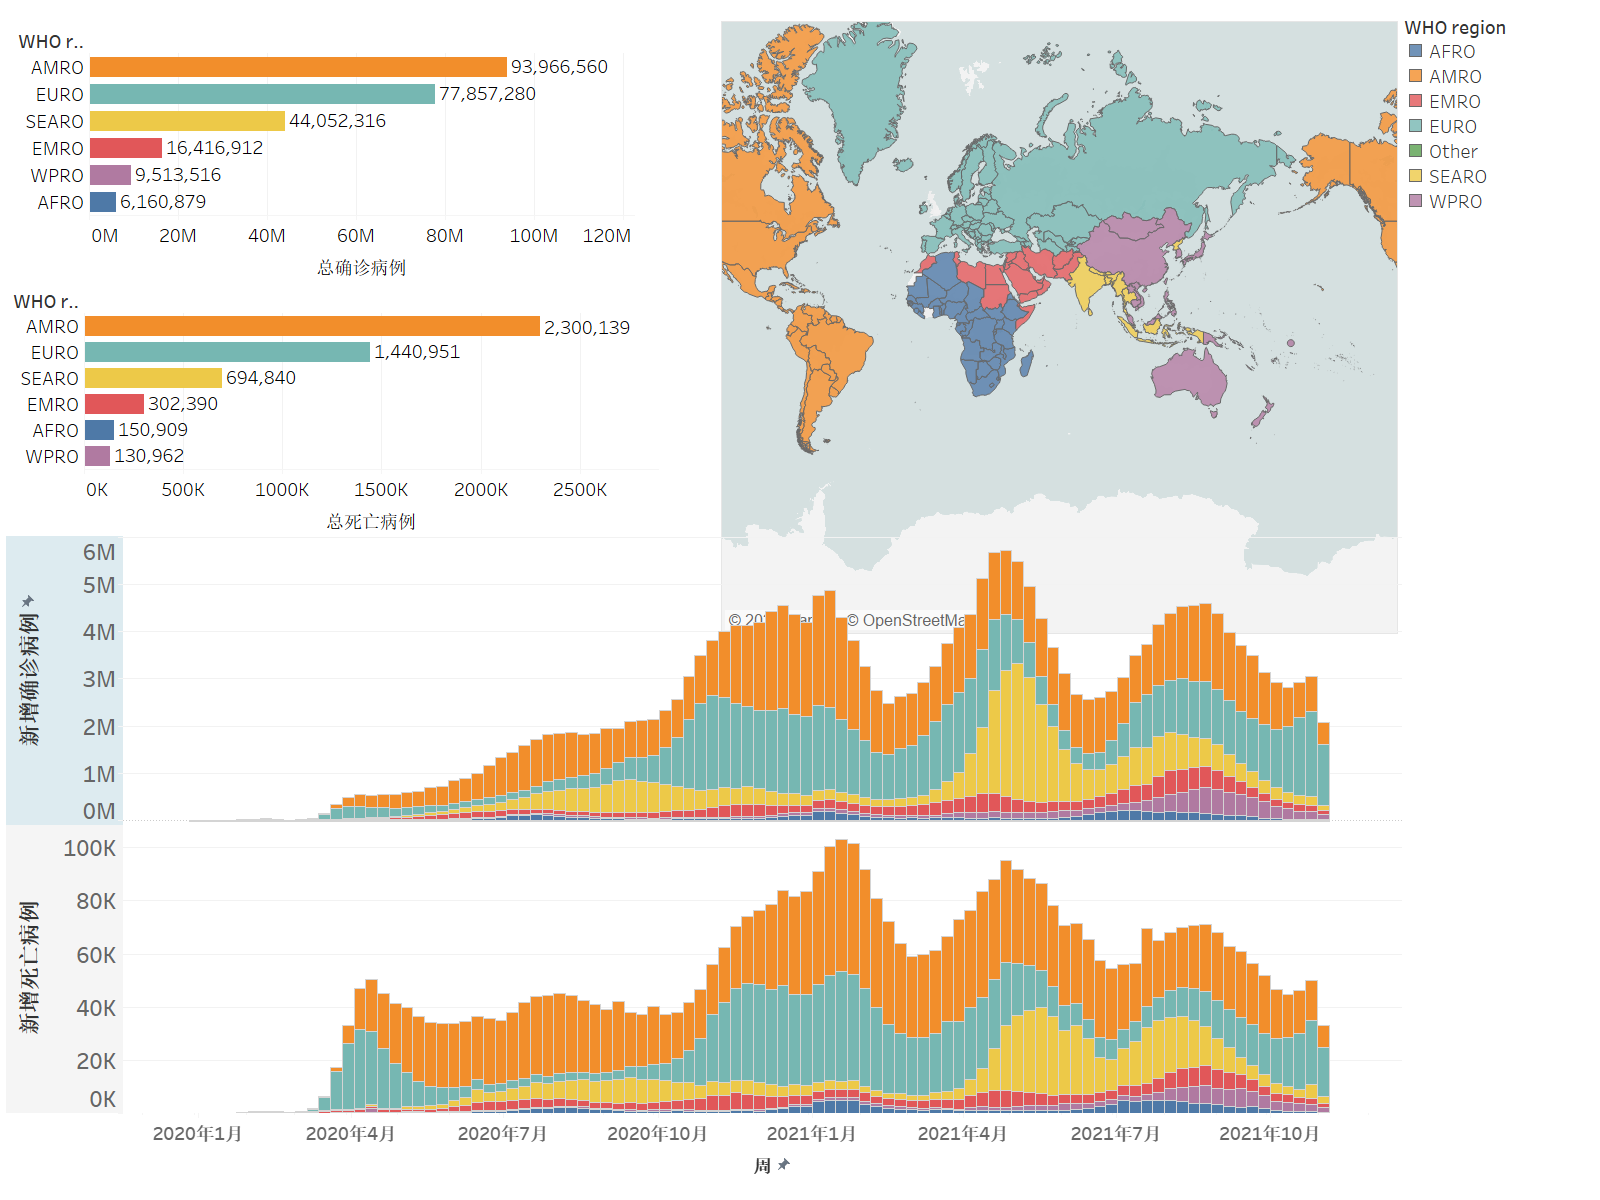 WHO r..
AMRO 93,966,560
EURO 77,857,280
SEARO 44,052,316
EMRO 16,416,912
WPRO 9,513,516
AFRO 6,160,879
0M 20M 40M 60M 80M 100M 120M
总确诊病例
WHO r..
AMRO 2,300,139
EURO 1,440,951
SEARO 694,840
EMRO 302,390
AFRO 150,909
WPRO 130,962
0K 500K 1000K 1500K 2000K 2500K
总死亡病例
WHO region
AFRO
AMRO
EMRO
EURO
Other
SEARO
WPRO
© OpenStreetMa
新增确诊病例
6M
5M
4M
3M
2M
1M
0M
新增死亡病例
100K
80K
60K
40K
20K
0K
2020年1月 2020年4月 2020年7月 2020年10月 2021年1月 2021年4月 2021年7月 2021年10月
周